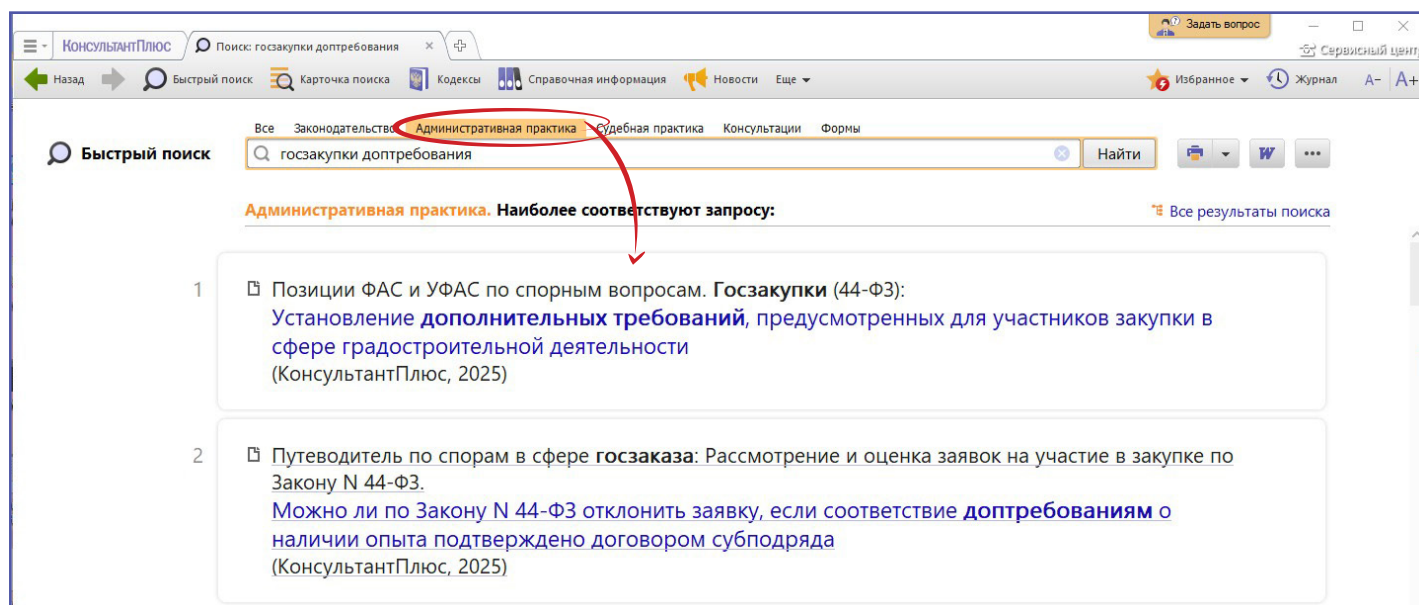 Задать вопрос
КонсультантПлюс
Поиск: госзакупки доптребования
Сервисный центр
Назад Быстрый поиск Карточка поиска Кодексы Справочная информация Новости Еще Избранное Журнал A- A+
Все Законодательство Административная практика Судебная практика Консультации Формы
Быстрый поиск госзакупки доптребования Найти W ...
Административная практика. Наиболее соответствуют запросу: Все результаты поиска
1 Позиции ФАС и УФАС по спорным вопросам. Госзакупки (44-ФЗ):
Установление дополнительных требований, предусмотренных для участников закупки в
сфере градостроительной деятельности
(КонсультантПлюс, 2025)
2 Путеводитель по спорам в сфере госзаказа: Рассмотрение и оценка заявок на участие в закупке по
Закону N 44-ФЗ.
Можно ли по Закону N 44-ФЗ отклонить заявку, если соответствие доптребованиям о
наличии опыта подтверждено договором субподряда
(КонсультантПлюс, 2025)